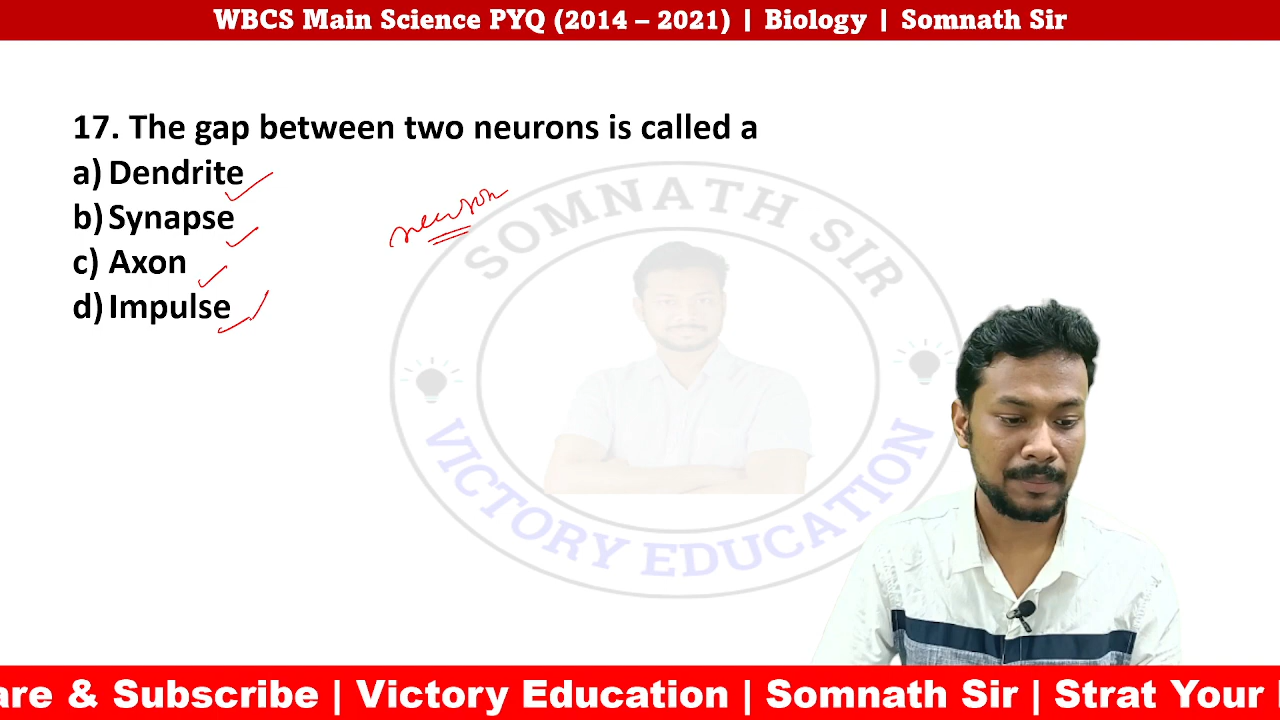 WBCS Main Science PYQ (2014 – 2021) | Biology | Somnath Sir
17. The gap between two neurons is called a
a) Dendrite
b) Synapse
c) Axon
d) Impulse
neuron
SOMNATH SIR
VICTORY EDUCATION
are & Subscribe | Victory Education | Somnath Sir | Strat Your